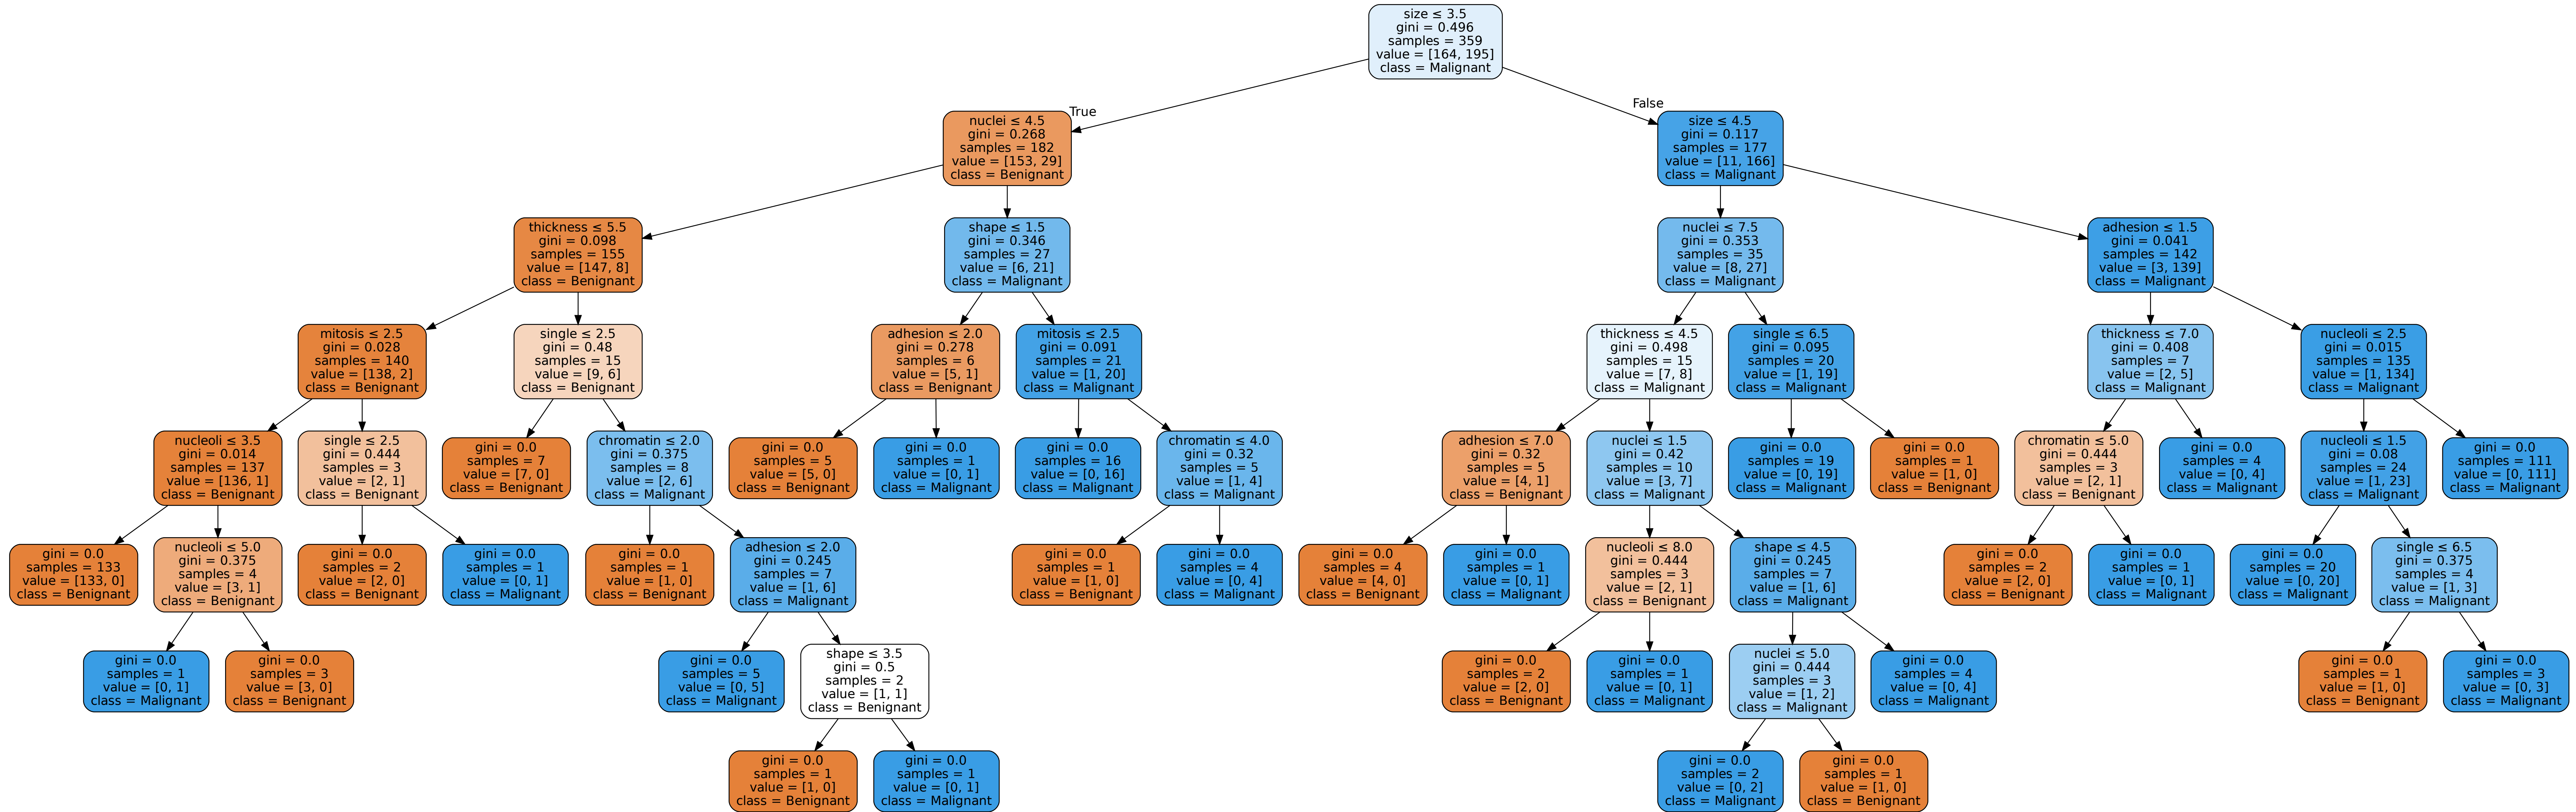 size ≤ 3.5
gini = 0.496
samples = 359
value = [164, 195]
class = Malignant
True
False
nuclei ≤ 4.5
gini = 0.268
samples = 182
value = [153, 29]
class = Benignant
size ≤ 4.5
gini = 0.117
samples = 177
value = [11, 166]
class = Malignant
thickness ≤ 5.5
gini = 0.098
samples = 155
value = [147, 8]
class = Benignant
shape ≤ 1.5
gini = 0.346
samples = 27
value = [6, 21]
class = Malignant
nuclei ≤ 7.5
gini = 0.353
samples = 35
value = [8, 27]
class = Malignant
adhesion ≤ 1.5
gini = 0.041
samples = 142
value = [3, 139]
class = Malignant
mitosis ≤ 2.5
gini = 0.028
samples = 140
value = [138, 2]
class = Benignant
single ≤ 2.5
gini = 0.48
samples = 15
value = [9, 6]
class = Benignant
adhesion ≤ 2.0
gini = 0.278
samples = 6
value = [5, 1]
class = Benignant
mitosis ≤ 2.5
gini = 0.091
samples = 21
value = [1, 20]
class = Malignant
thickness ≤ 4.5
gini = 0.498
samples = 15
value = [7, 8]
class = Malignant
single ≤ 6.5
gini = 0.095
samples = 20
value = [1, 19]
class = Malignant
thickness ≤ 7.0
gini = 0.408
samples = 7
value = [2, 5]
class = Malignant
nucleoli ≤ 2.5
gini = 0.015
samples = 135
value = [1, 134]
class = Malignant
nucleoli ≤ 3.5
gini = 0.014
samples = 137
value = [136, 1]
class = Benignant
single ≤ 2.5
gini = 0.444
samples = 3
value = [2, 1]
class = Benignant
gini = 0.0
samples = 7
value = [7, 0]
class = Benignant
chromatin ≤ 2.0
gini = 0.375
samples = 8
value = [2, 6]
class = Malignant
gini = 0.0
samples = 5
value = [5, 0]
class = Benignant
gini = 0.0
samples = 1
value = [0, 1]
class = Malignant
gini = 0.0
samples = 16
value = [0, 16]
class = Malignant
chromatin ≤ 4.0
gini = 0.32
samples = 5
value = [1, 4]
class = Malignant
adhesion ≤ 7.0
gini = 0.32
samples = 5
value = [4, 1]
class = Benignant
nuclei ≤ 1.5
gini = 0.42
samples = 10
value = [3, 7]
class = Malignant
gini = 0.0
samples = 19
value = [0, 19]
class = Malignant
gini = 0.0
samples = 1
value = [1, 0]
class = Benignant
chromatin ≤ 5.0
gini = 0.444
samples = 3
value = [2, 1]
class = Benignant
gini = 0.0
samples = 4
value = [0, 4]
class = Malignant
nucleoli ≤ 1.5
gini = 0.08
samples = 24
value = [1, 23]
class = Malignant
gini = 0.0
samples = 111
value = [0, 111]
class = Malignant
gini = 0.0
samples = 133
value = [133, 0]
class = Benignant
nucleoli ≤ 5.0
gini = 0.375
samples = 4
value = [3, 1]
class = Benignant
gini = 0.0
samples = 2
value = [2, 0]
class = Benignant
gini = 0.0
samples = 1
value = [0, 1]
class = Malignant
gini = 0.0
samples = 1
value = [1, 0]
class = Benignant
adhesion ≤ 2.0
gini = 0.245
samples = 7
value = [1, 6]
class = Malignant
gini = 0.0
samples = 1
value = [1, 0]
class = Benignant
gini = 0.0
samples = 4
value = [0, 4]
class = Malignant
gini = 0.0
samples = 4
value = [4, 0]
class = Benignant
gini = 0.0
samples = 1
value = [0, 1]
class = Malignant
nucleoli ≤ 8.0
gini = 0.444
samples = 3
value = [2, 1]
class = Benignant
shape ≤ 4.5
gini = 0.245
samples = 7
value = [1, 6]
class = Malignant
gini = 0.0
samples = 2
value = [2, 0]
class = Benignant
gini = 0.0
samples = 1
value = [0, 1]
class = Malignant
gini = 0.0
samples = 20
value = [0, 20]
class = Malignant
single ≤ 6.5
gini = 0.375
samples = 4
value = [1, 3]
class = Malignant
gini = 0.0
samples = 1
value = [0, 1]
class = Malignant
gini = 0.0
samples = 3
value = [3, 0]
class = Benignant
gini = 0.0
samples = 5
value = [0, 5]
class = Malignant
shape ≤ 3.5
gini = 0.5
samples = 2
value = [1, 1]
class = Benignant
gini = 0.0
samples = 2
value = [2, 0]
class = Benignant
gini = 0.0
samples = 1
value = [0, 1]
class = Malignant
nuclei ≤ 5.0
gini = 0.444
samples = 3
value = [1, 2]
class = Malignant
gini = 0.0
samples = 4
value = [0, 4]
class = Malignant
gini = 0.0
samples = 1
value = [1, 0]
class = Benignant
gini = 0.0
samples = 3
value = [0, 3]
class = Malignant
gini = 0.0
samples = 1
value = [1, 0]
class = Benignant
gini = 0.0
samples = 1
value = [0, 1]
class = Malignant
gini = 0.0
samples = 2
value = [0, 2]
class = Malignant
gini = 0.0
samples = 1
value = [1, 0]
class = Benignant